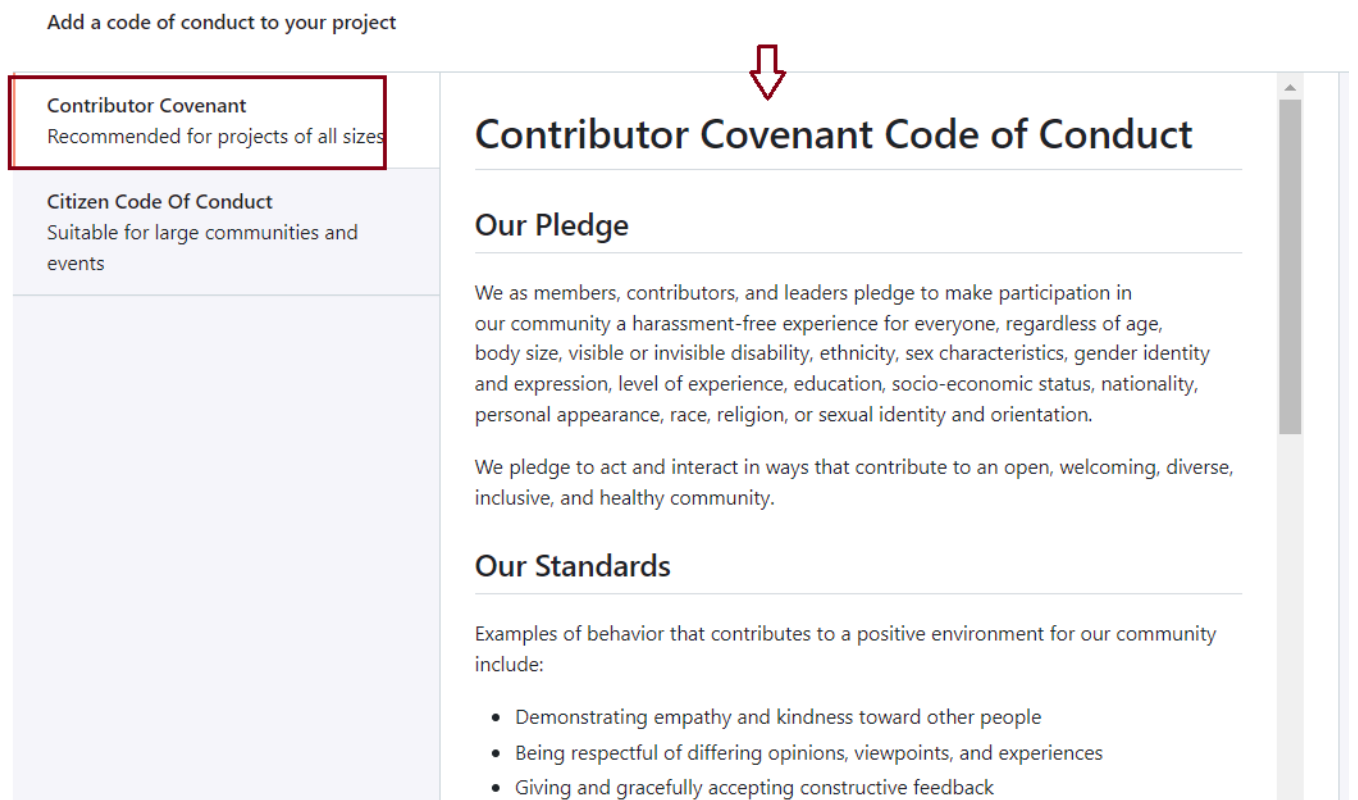 Add a code of conduct to your project
Contributor Covenant
Recommended for projects of all sizes
Citizen Code Of Conduct
Suitable for large communities and
events
Contributor Covenant Code of Conduct
Our Pledge
We as members, contributors, and leaders pledge to make participation in
our community a harassment-free experience for everyone, regardless of age,
body size, visible or invisible disability, ethnicity, sex characteristics, gender identity
and expression, level of experience, education, socio-economic status, nationality,
personal appearance, race, religion, or sexual identity and orientation.
We pledge to act and interact in ways that contribute to an open, welcoming, diverse,
inclusive, and healthy community.
Our Standards
Examples of behavior that contributes to a positive environment for our community
include:
• Demonstrating empathy and kindness toward other people
• Being respectful of differing opinions, viewpoints, and experiences
• Giving and gracefully accepting constructive feedback